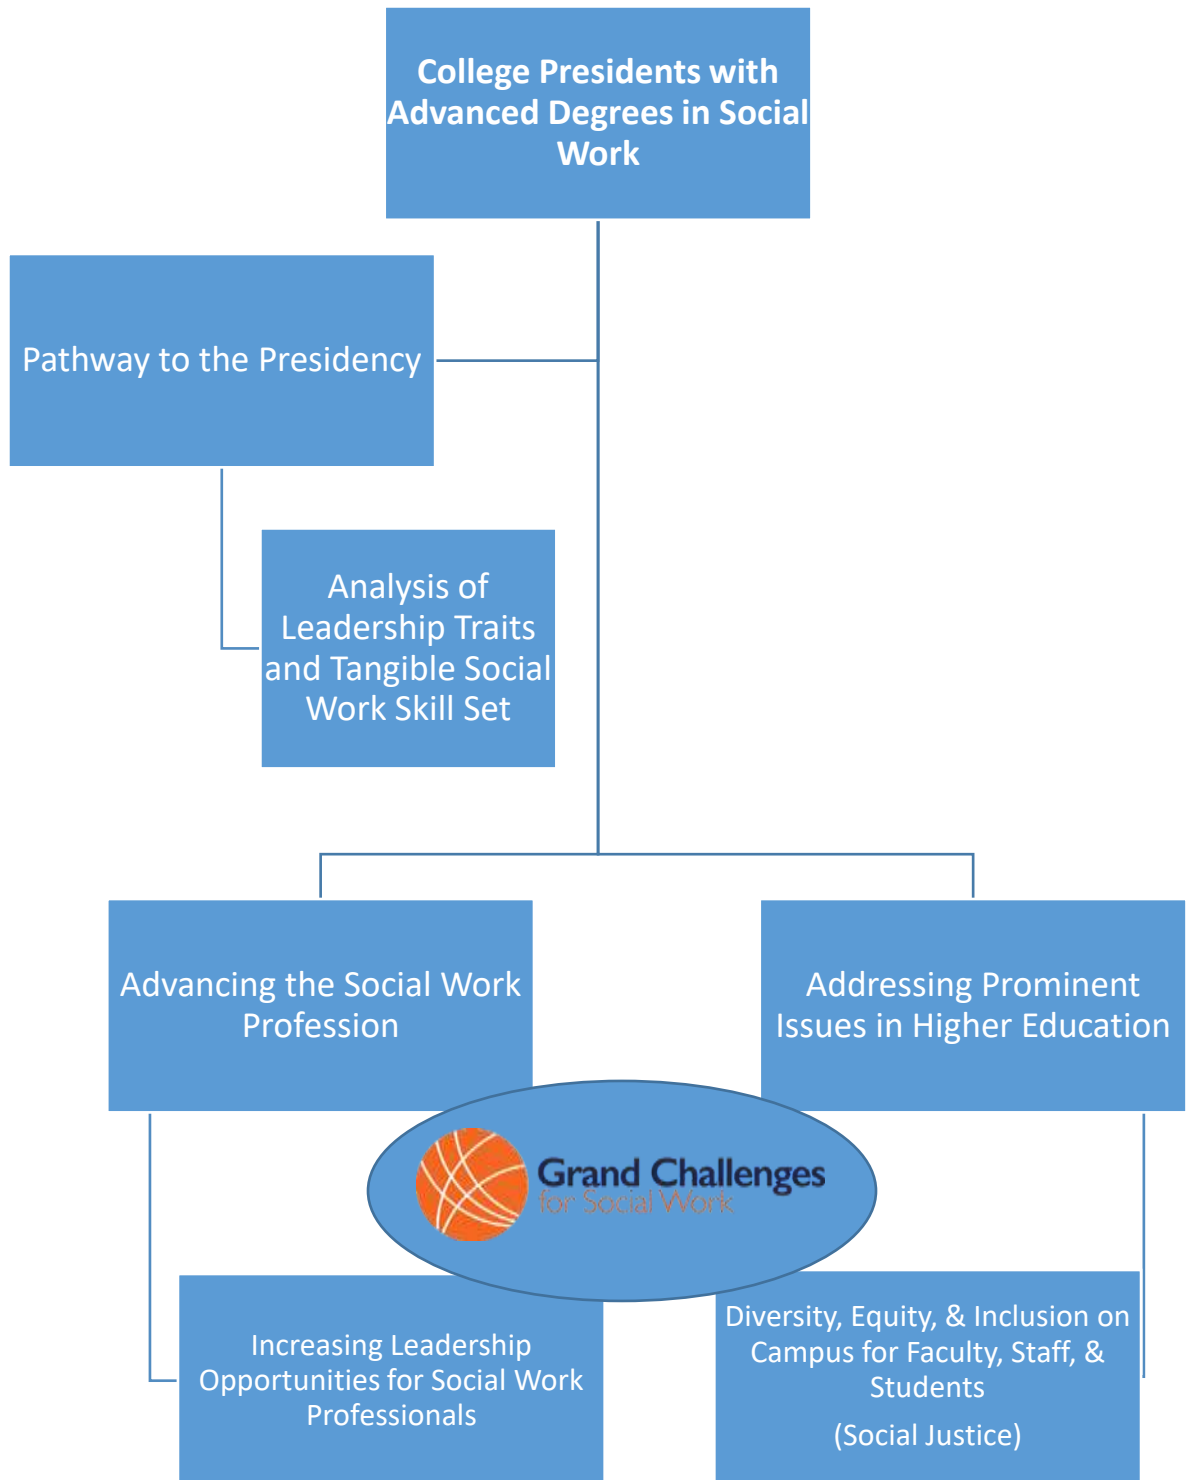 College Presidents with
Advanced Degrees in Social
Work
Pathway to the Presidency
Analysis of
Leadership Traits
and Tangible Social
Work Skill Set
Advancing the Social Work
Profession
Addressing Prominent
Issues in Higher Education
Grand Challenges
for Social Work
Increasing Leadership
Opportunities for Social Work
Professionals
Diversity, Equity, & Inclusion on
Campus for Faculty, Staff, &
Students
(Social Justice)